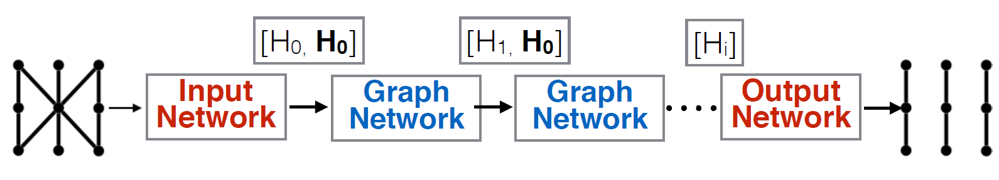 [H₀, H₀]
[H₁, H₀]
[Hᵢ]
Input
Network
Graph
Network
Graph
Network
Output
Network